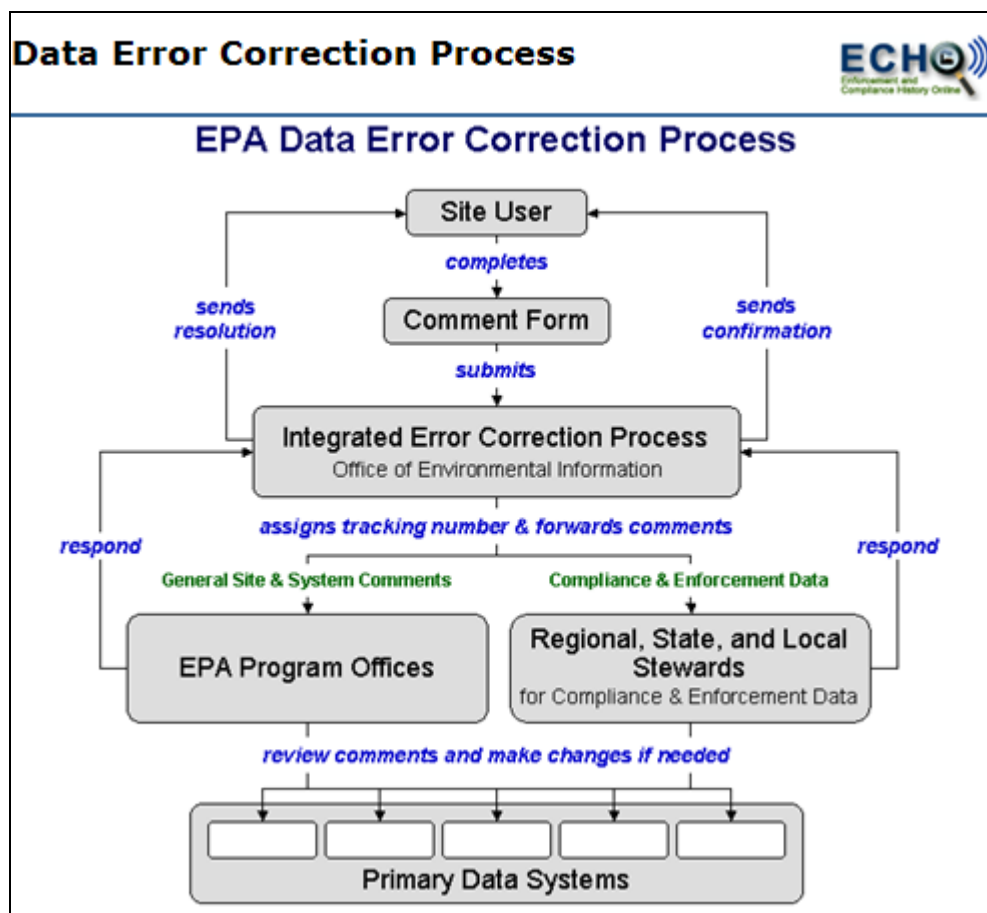 Data Error Correction Process
ECHO
Enforcement and
Compliance History Online
EPA Data Error Correction Process
Site User
completes
sends
resolution
Comment Form
sends
confirmation
submits
Integrated Error Correction Process
Office of Environmental Information
assigns tracking number & forwards comments
respond
respond
General Site & System Comments
Compliance & Enforcement Data
EPA Program Offices
Regional, State, and Local
Stewards
for Compliance & Enforcement Data
review comments and make changes if needed
Primary Data Systems